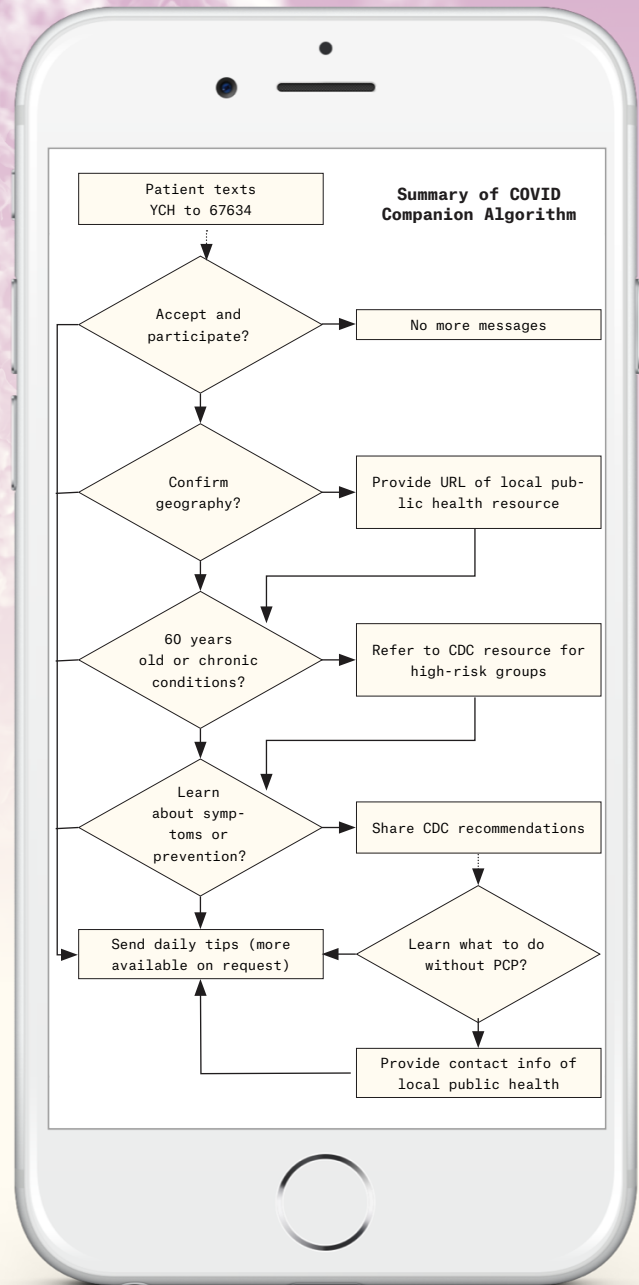 Patient texts
YCH to 67634
Summary of COVID
Companion Algorithm
Accept and
participate?
No more messages
Confirm
geography?
Provide URL of local pub-
lic health resource
60 years
old or chronic
conditions?
Refer to CDC resource for
high-risk groups
Learn
about symp-
toms or
prevention?
Share CDC recommendations
Send daily tips (more
available on request)
Learn what to do
without PCP?
Provide contact info of
local public health